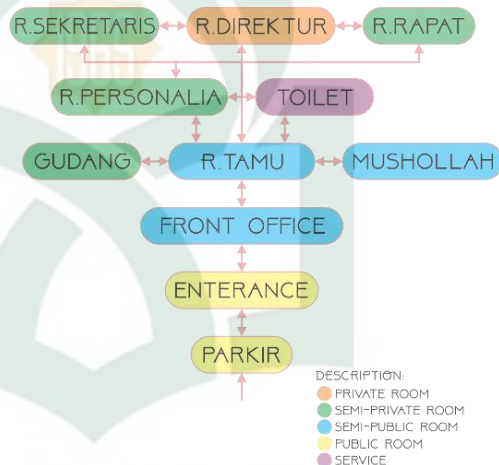 R.SEKRETARIS R.DIREKTUR R.RAPAT
R.PERSONALIA TOILET
GUDANG R.TAMU MUSHOLLAH
FRONT OFFICE
ENTERANCE
PARKIR
DESCRIPTION:
PRIVATE ROOM
SEMI-PRIVATE ROOM
SEMI-PUBLIC ROOM
PUBLIC ROOM
SERVICE